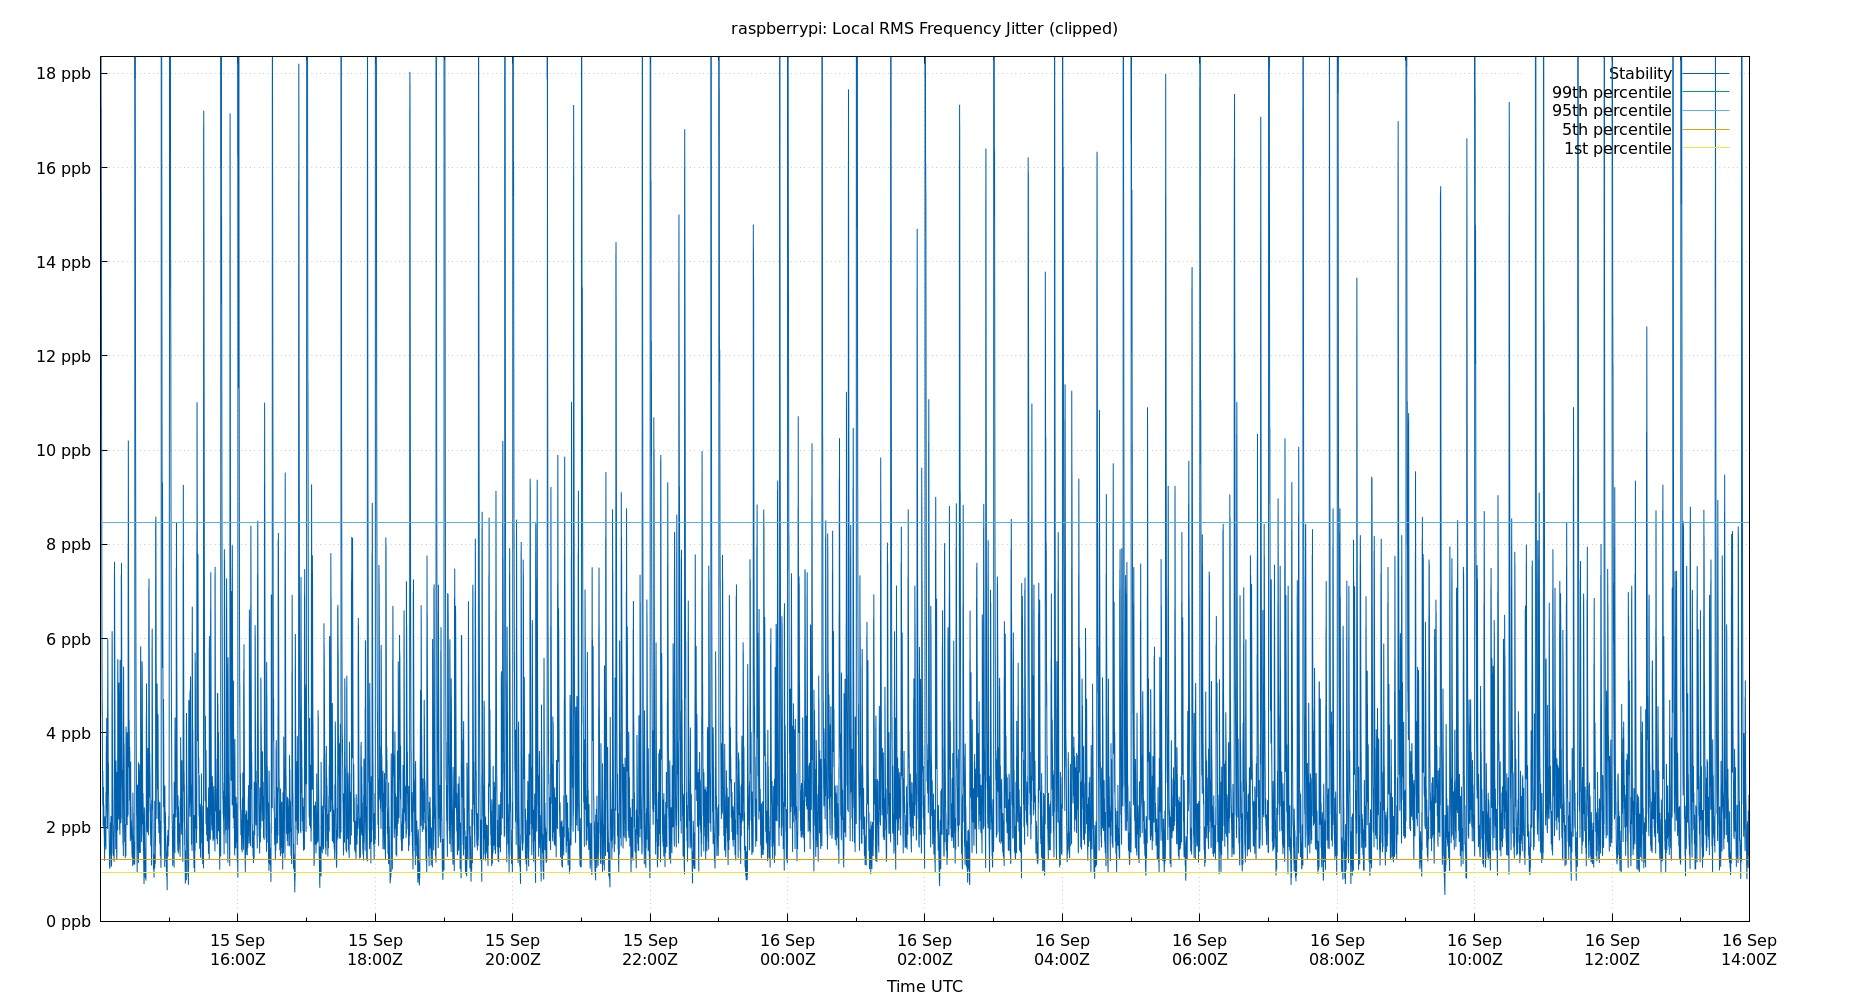 raspberrypi: Local RMS Frequency Jitter (clipped)
18 ppb
16 ppb
14 ppb
12 ppb
10 ppb
8 ppb
6 ppb
4 ppb
2 ppb
0 ppb
Stability
99th percentile
95th percentile
5th percentile
1st percentile
15 Sep
16:00Z
15 Sep
18:00Z
15 Sep
20:00Z
15 Sep
22:00Z
16 Sep
00:00Z
16 Sep
02:00Z
16 Sep
04:00Z
16 Sep
06:00Z
16 Sep
08:00Z
16 Sep
10:00Z
16 Sep
12:00Z
16 Sep
14:00Z
Time UTC